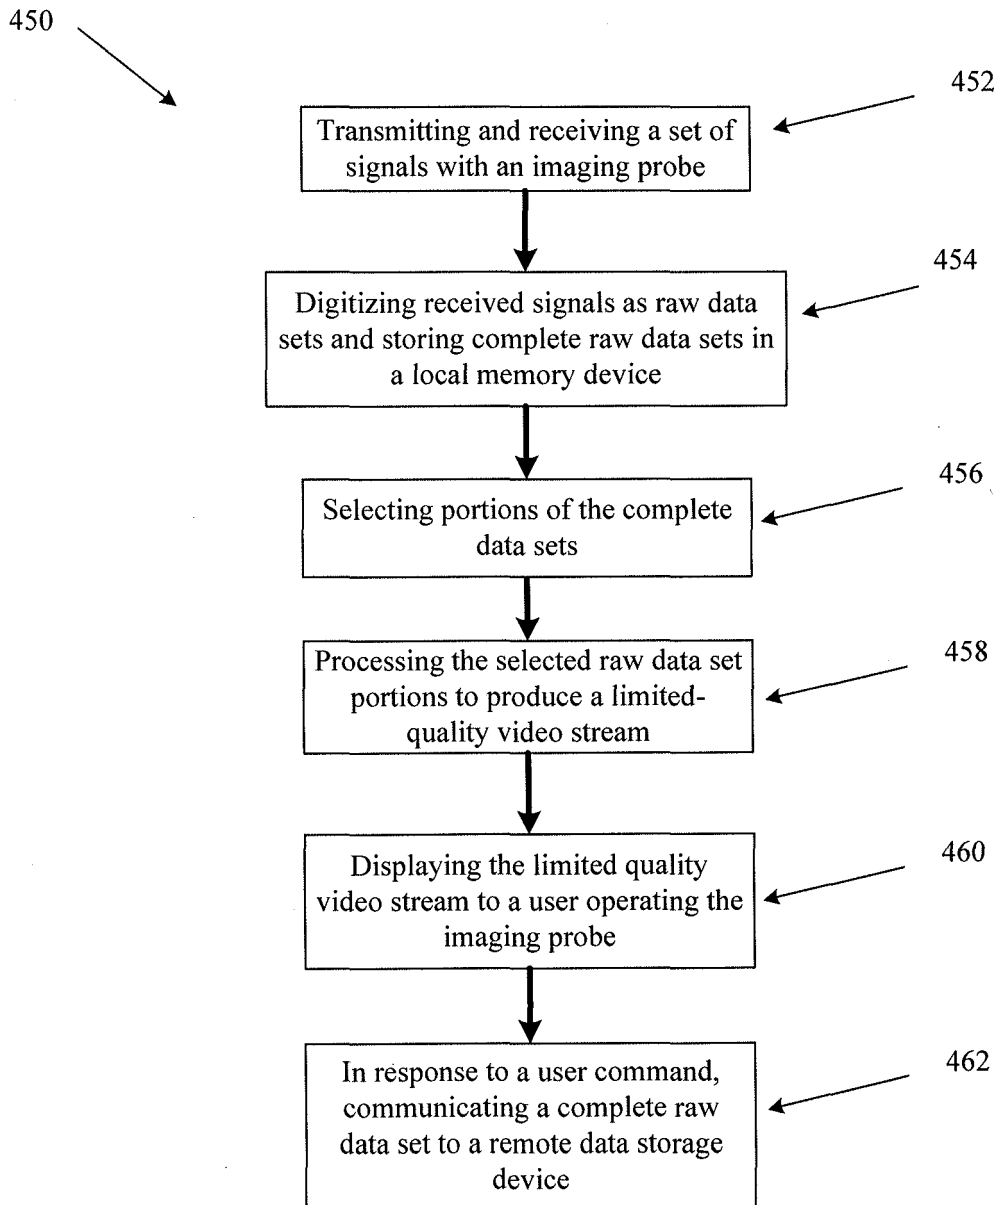 450
452
Transmitting and receiving a set of
signals with an imaging probe
454
Digitizing received signals as raw data
sets and storing complete raw data sets in
a local memory device
456
Selecting portions of the complete
data sets
458
Processing the selected raw data set
portions to produce a limited-
quality video stream
460
Displaying the limited quality
video stream to a user operating the
imaging probe
462
In response to a user command,
communicating a complete raw
data set to a remote data storage
device